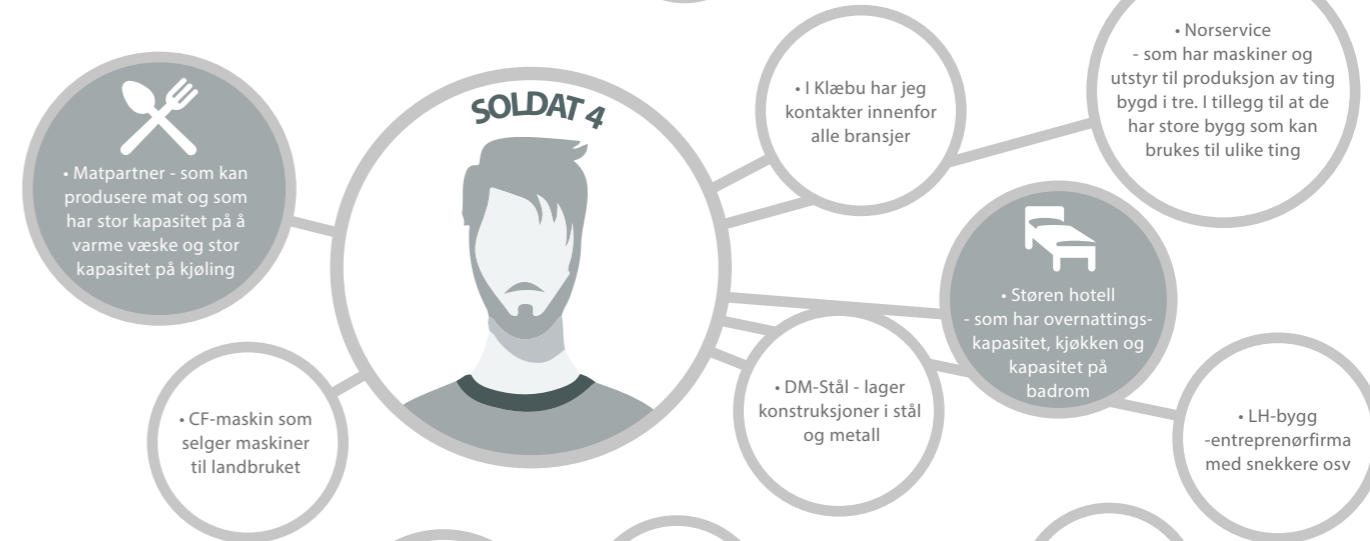 SOLDAT 4
• Matpartner - som kan
produsere mat og som
har stor kapasitet på å
varme væske og stor
kapasitet på kjøling
• I Klæbu har jeg
kontakter innenfor
alle bransjer
• Norservice
- som har maskiner og
utstyr til produksjon av ting
bygd i tre. I tillegg til at de
har store bygg som kan
brukes til ulike ting
• Støren hotell
- som har overnattings-
kapasitet, kjøkken og
kapasitet på
badrom
• CF-maskin som
selger maskiner
til landbruket
• DM-Stål - lager
konstruksjoner i stål
og metall
• LH-bygg
-entreprenørfirma
med snekkere osv